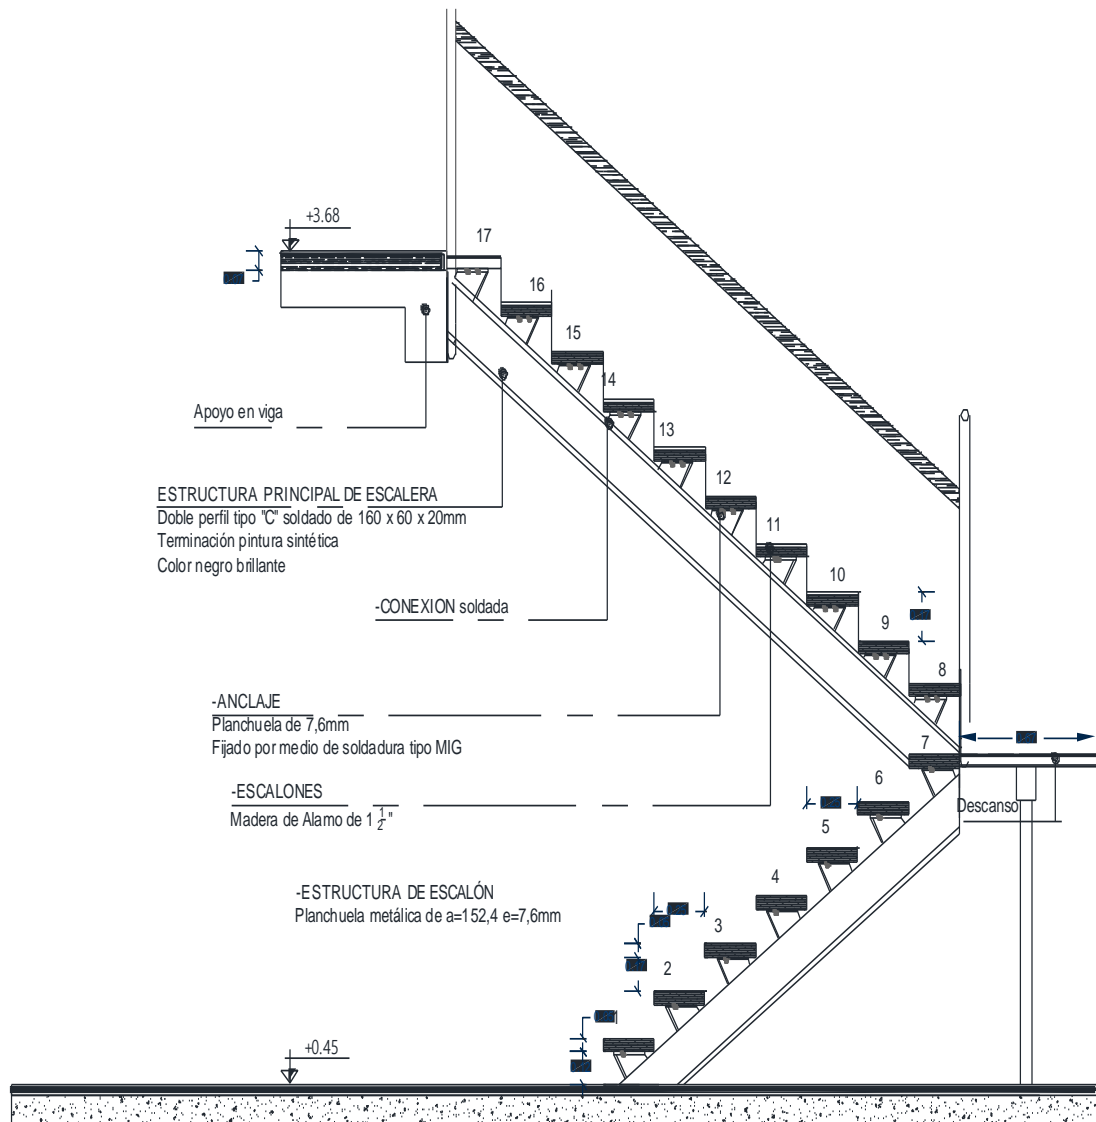 +3.68
17
16
15
14
13
12
11
10
9
8
7
6
5
4
3
2
Apoyo en viga
ESTRUCTURA PRINCIPAL DE ESCALERA
Doble perfil tipo "C" soldado de 160 x 60 x 20mm
Terminación pintura sintética
Color negro brillante
-CONEXION soldada
-ANCLAJE
Planchuela de 7,6mm
Fijado por medio de soldadura tipo MIG
-ESCALONES
Madera de Alamo de 1 1/2"
Descanso
-ESTRUCTURA DE ESCALÓN
Planchuela metálica de a=152,4 e=7,6mm
+0.45